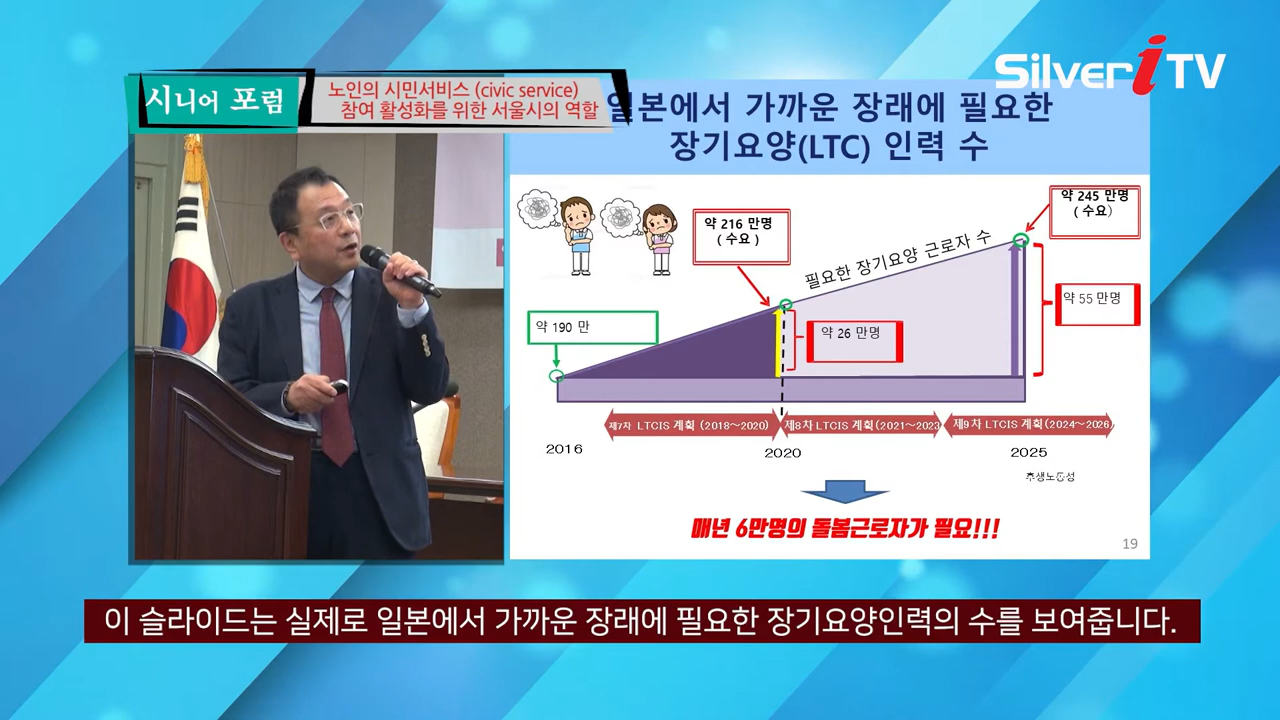 Silver i TV
시니어 포럼
노인의 시민서비스 (civic service)
참여 활성화를 위한 서울시의 역할
일본에서 가까운 장래에 필요한
장기요양(LTC) 인력 수
약 245 만명
( 수요)
약 216 만명
( 수요 )
필요한 장기요양 근로자 수
약 55 만명
약 190 만
약 26 만명
제7차 LTCIS 계획 (2018~2020)
제8차 LTCIS 계획(2021~2023
제9차 LTCIS 계획(2024~2026
2016
2020
2025
후생노동성
매년 6만명의 돌봄근로자가 필요!!!
19
이 슬라이드는 실제로 일본에서 가까운 장래에 필요한 장기요양인력의 수를 보여줍니다.